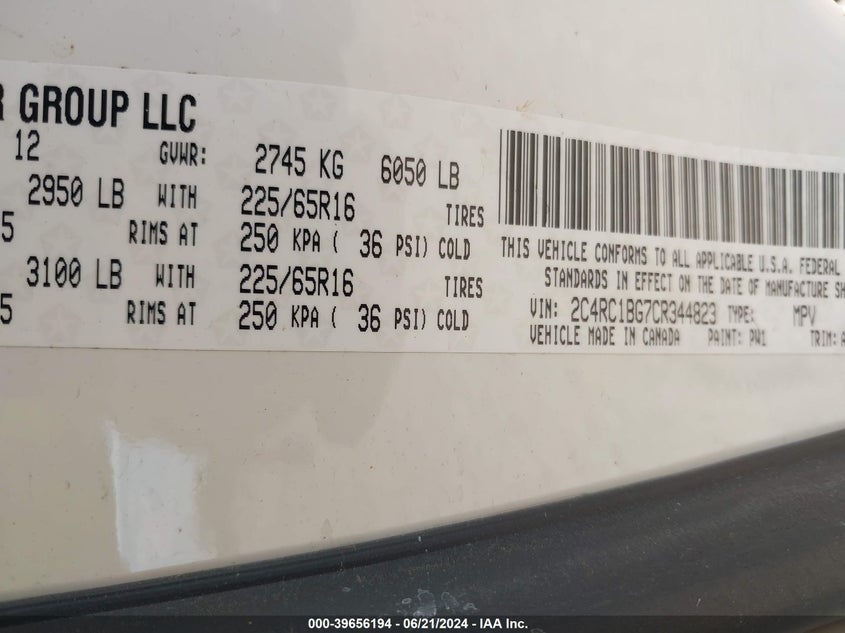 R GROUP LLC
12 GVWR: 2745 KG 6050 LB
2950 LB WITH 225/65R16 TIRES
5 RIMS AT 250 KPA ( 36 PSI) COLD
3100 LB WITH 225/65R16 TIRES
5 RIMS AT 250 KPA ( 36 PSI) COLD
THIS VEHICLE CONFORMS TO ALL APPLICABLE U.S.A. FEDERAL
STANDARDS IN EFFECT ON THE DATE OF MANUFACTURE SH
VIN: 2C4RC1BG7CR344823 TYPE: MPV
VEHICLE MADE IN CANADA PAINT: PW1 TRIM: A
000-39656194 - 06/21/2024 - IAA Inc.